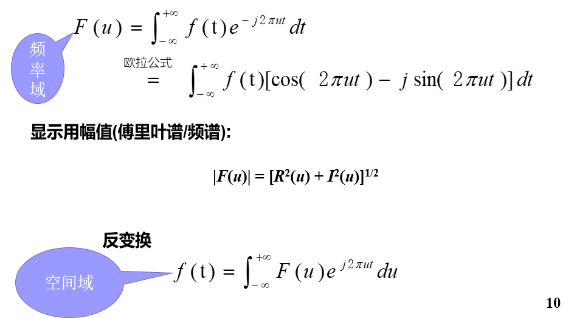 频率域
F(u) = ∫_{-∞}^{+∞} f(t)e^{-j2πut}dt
欧拉公式
= ∫_{-∞}^{+∞} f(t)[cos( 2πut) − j sin( 2πut)]dt
显示用幅值(傅里叶谱/频谱):
|F(u)| = [R²(u) + I²(u)]^{1/2}
反变换
空间域
f(t) = ∫_{-∞}^{+∞} F(u)e^{j2πut}du
10